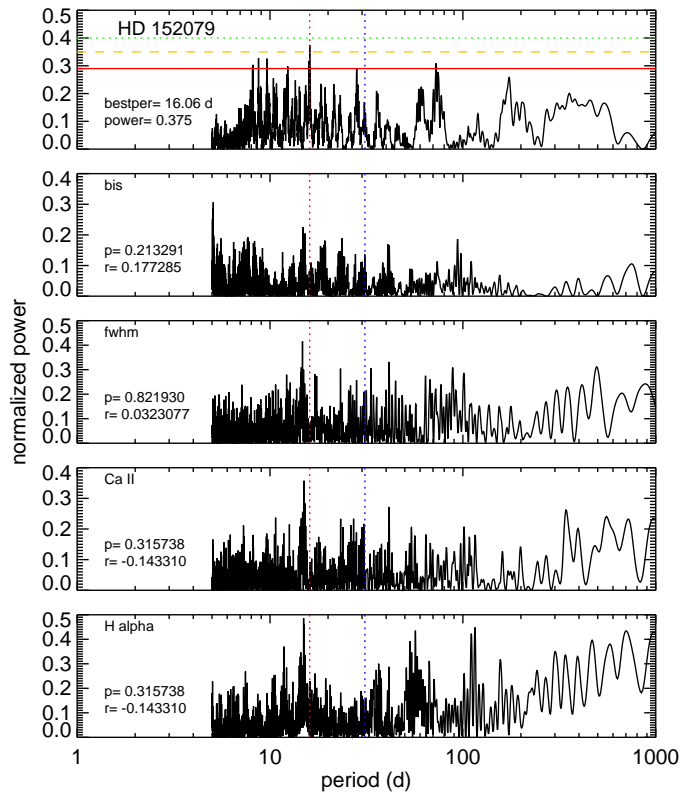 HD 152079
0.5
0.4
0.3
0.2
0.1
0.0
bestper= 16.06 d
power= 0.375
bis
0.4
0.3
0.2
0.1
0.0
p= 0.213291
r= 0.177285
fwhm
0.5
0.4
0.3
0.2
0.1
0.0
p= 0.821930
r= 0.0323077
normalized power
Ca II
0.4
0.3
0.2
0.1
0.0
p= 0.315738
r= -0.143310
H alpha
0.5
0.4
0.3
0.2
0.1
0.0
p= 0.315738
r= -0.143310
1 10 100 1000
period (d)